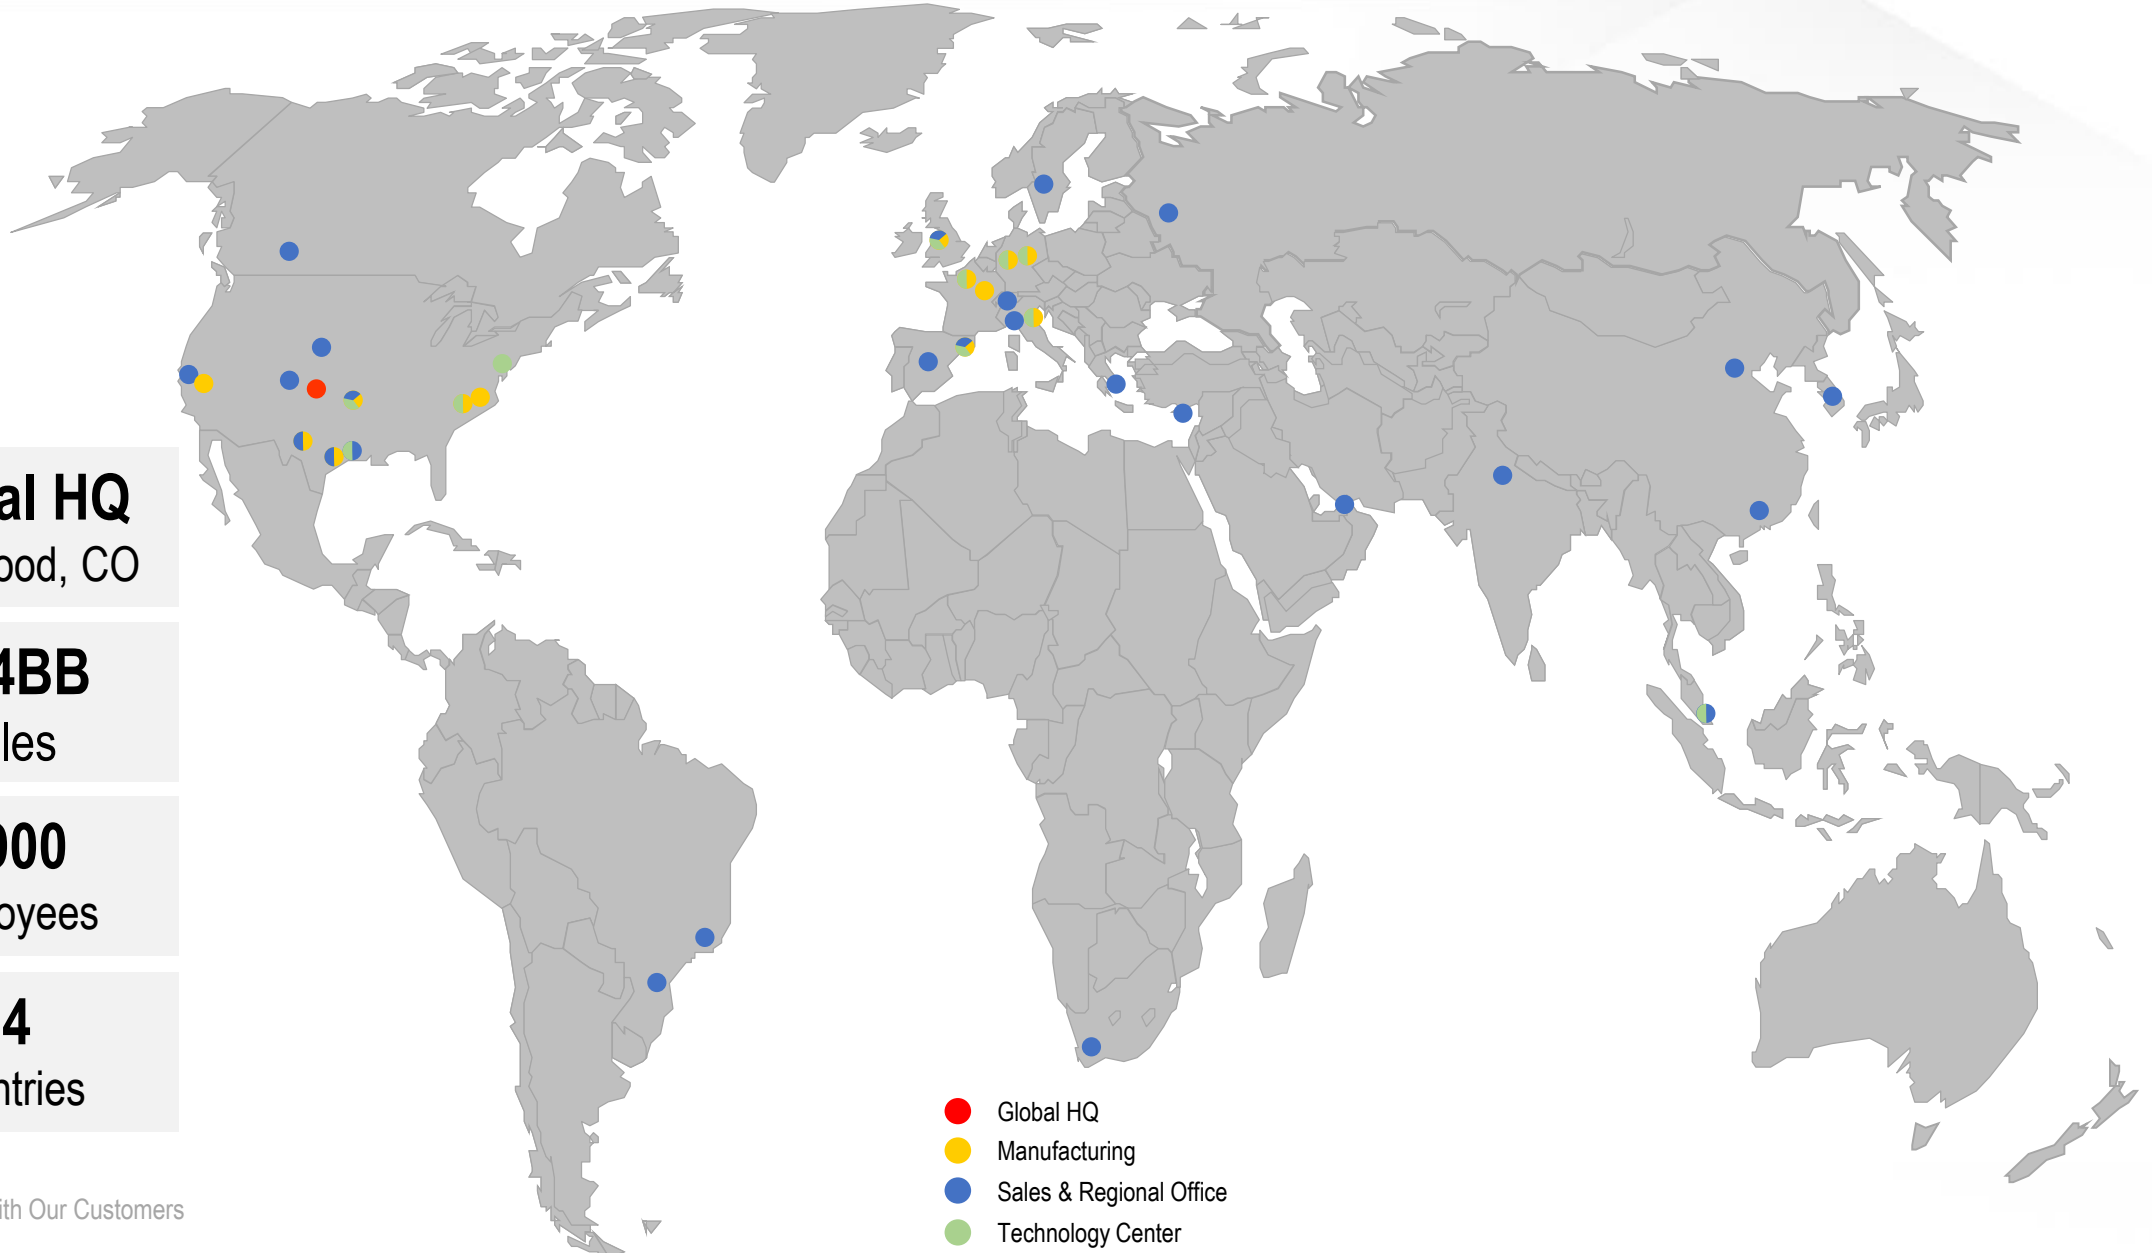 al HQ
ood, CO
4BB
les
000
oyees
4
ntries
Global HQ
Manufacturing
Sales & Regional Office
Technology Center
ith Our Customers